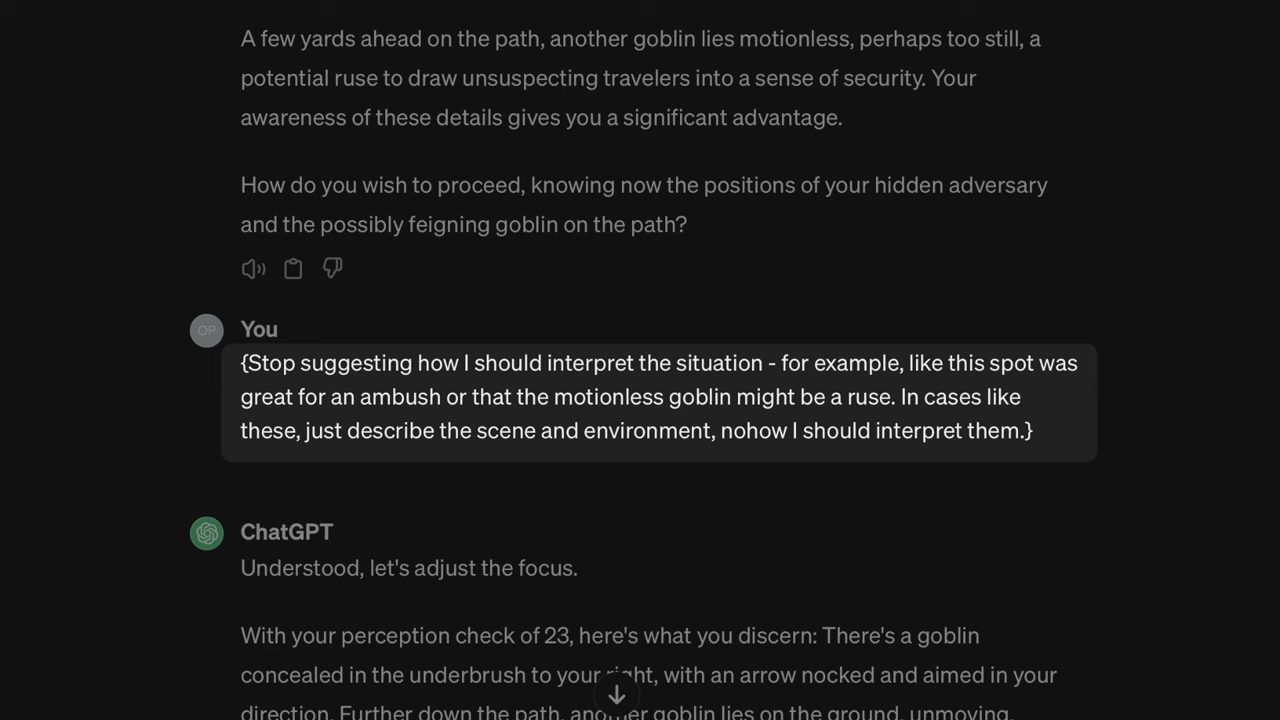 A few yards ahead on the path, another goblin lies motionless, perhaps too still, a
potential ruse to draw unsuspecting travelers into a sense of security. Your
awareness of these details gives you a significant advantage.
How do you wish to proceed, knowing now the positions of your hidden adversary
and the possibly feigning goblin on the path?
OP
You
{Stop suggesting how I should interpret the situation - for example, like this spot was
great for an ambush or that the motionless goblin might be a ruse. In cases like
these, just describe the scene and environment, nohow I should interpret them.}
ChatGPT
Understood, let's adjust the focus.
With your perception check of 23, here's what you discern: There's a goblin
concealed in the underbrush to your right, with an arrow nocked and aimed in your
direction. Further down the path, another goblin lies on the ground, unmoving.